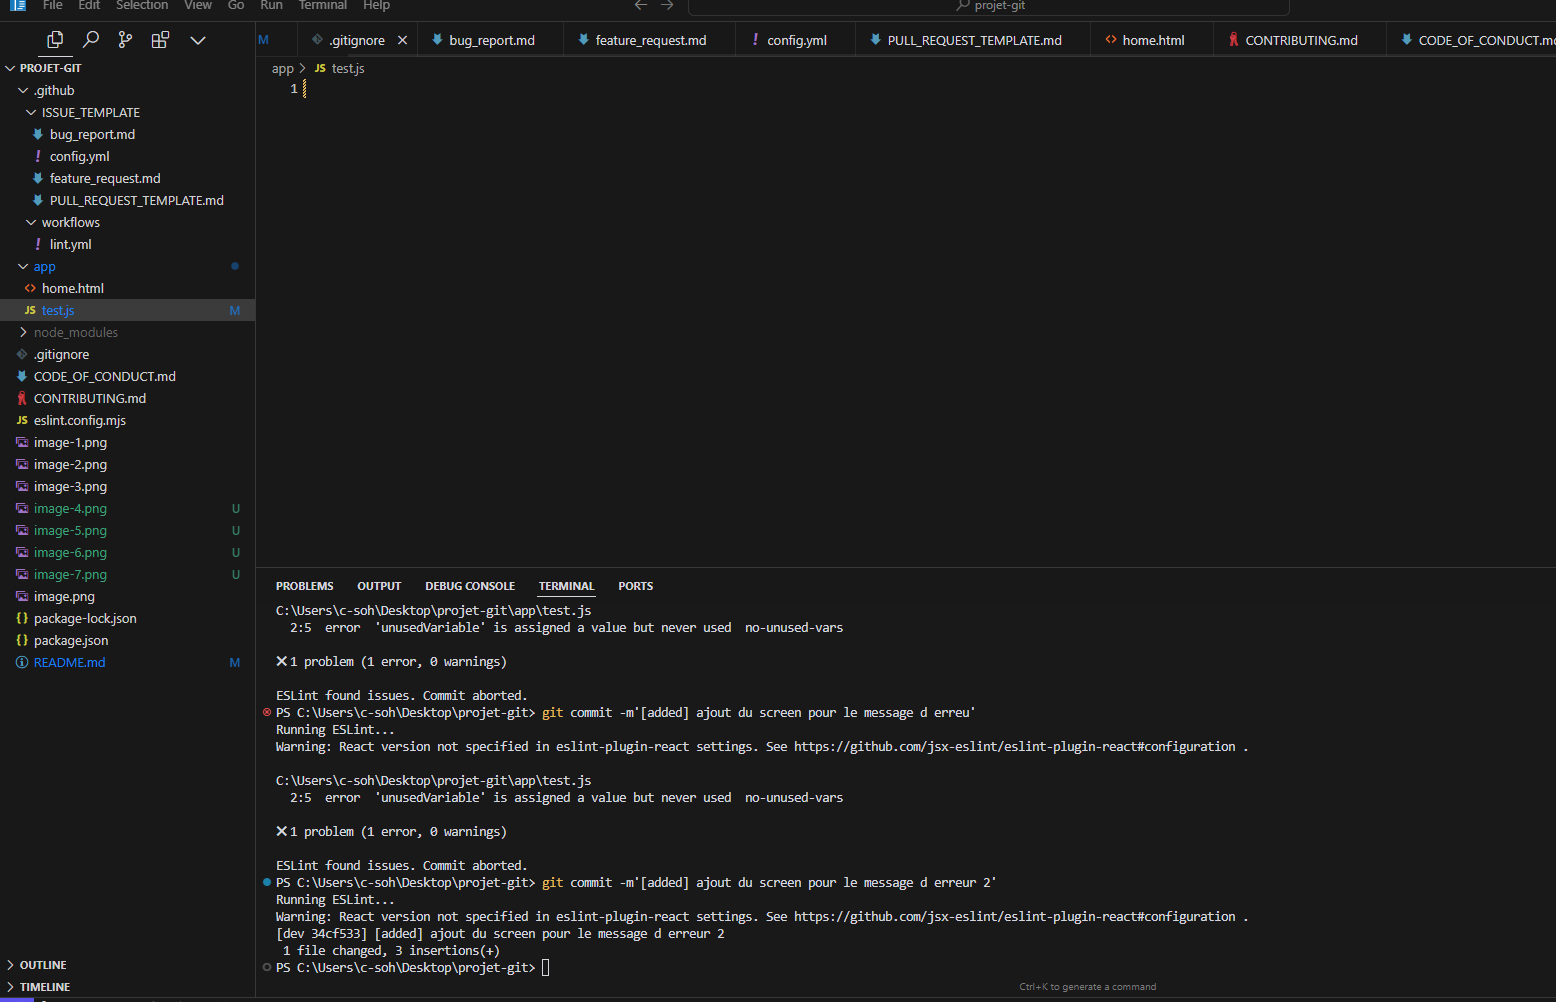 File Edit Selection View Go Run Terminal Help
projet-git
M .gitignore bug_report.md feature_request.md config.yml PULL_REQUEST_TEMPLATE.md home.html CONTRIBUTING.md CODE_OF_CONDUCT.md
PROJET-GIT
.github
ISSUE_TEMPLATE
bug_report.md
config.yml
feature_request.md
PULL_REQUEST_TEMPLATE.md
workflows
lint.yml
app
home.html
JS test.js M
node_modules
.gitignore
CODE_OF_CONDUCT.md
CONTRIBUTING.md
JS eslint.config.mjs
image-1.png
image-2.png
image-3.png
image-4.png U
image-5.png U
image-6.png U
image-7.png U
image.png
{} package-lock.json
{} package.json
README.md M
OUTLINE
TIMELINE
app > JS test.js
1
PROBLEMS OUTPUT DEBUG CONSOLE TERMINAL PORTS
C:\Users\c-soh\Desktop\projet-git\app\test.js
2:5 error 'unusedVariable' is assigned a value but never used no-unused-vars
✕ 1 problem (1 error, 0 warnings)
ESLint found issues. Commit aborted.
PS C:\Users\c-soh\Desktop\projet-git> git commit -m'[added] ajout du screen pour le message d erreu'
Running ESLint...
Warning: React version not specified in eslint-plugin-react settings. See https://github.com/jsx-eslint/eslint-plugin-react#configuration .
C:\Users\c-soh\Desktop\projet-git\app\test.js
2:5 error 'unusedVariable' is assigned a value but never used no-unused-vars
✕ 1 problem (1 error, 0 warnings)
ESLint found issues. Commit aborted.
PS C:\Users\c-soh\Desktop\projet-git> git commit -m'[added] ajout du screen pour le message d erreur 2'
Running ESLint...
Warning: React version not specified in eslint-plugin-react settings. See https://github.com/jsx-eslint/eslint-plugin-react#configuration .
[dev 34cf533] [added] ajout du screen pour le message d erreur 2
1 file changed, 3 insertions(+)
PS C:\Users\c-soh\Desktop\projet-git>
Ctrl+K to generate a command